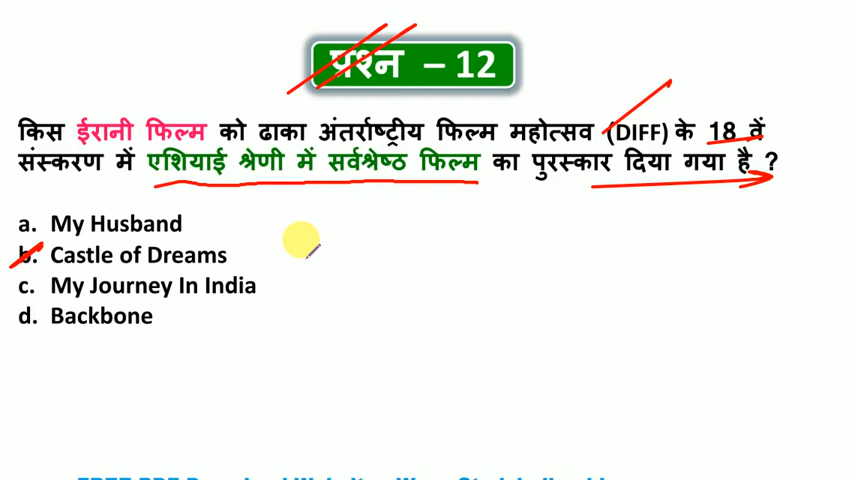 प्रश्न – 12
किस ईरानी फिल्म को ढाका अंतर्राष्ट्रीय फिल्म महोत्सव (DIFF) के 18 वें
संस्करण में एशियाई श्रेणी में सर्वश्रेष्ठ फिल्म का पुरस्कार दिया गया है ?
a. My Husband
b. Castle of Dreams
c. My Journey In India
d. Backbone